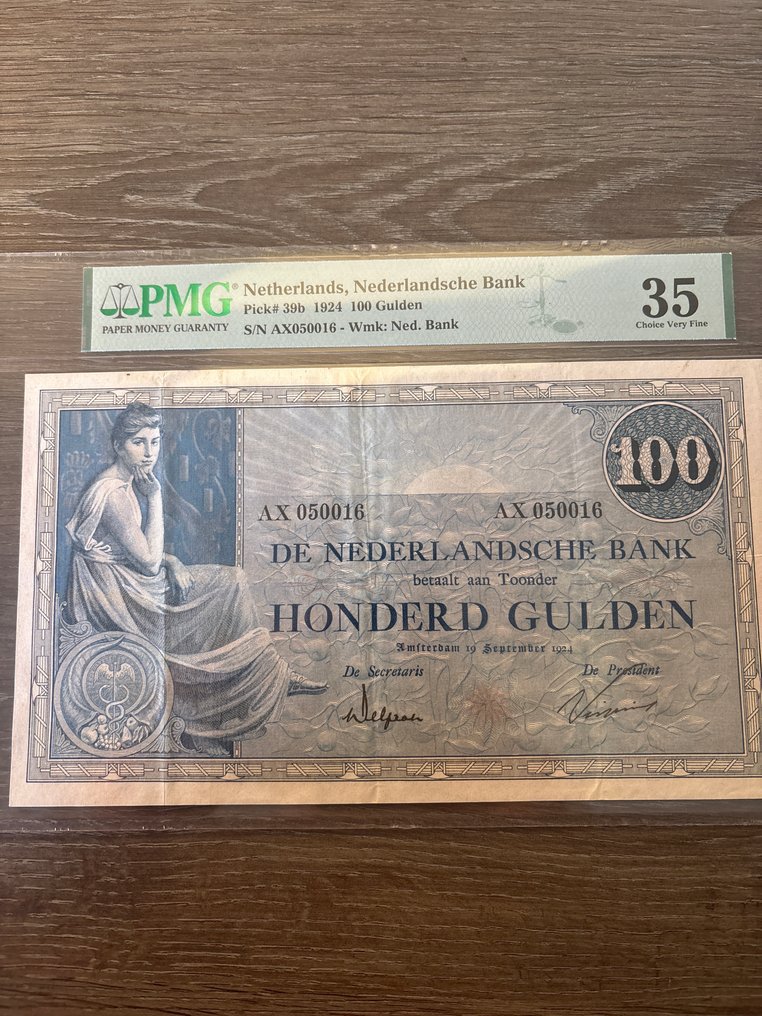 PMG®
PAPER MONEY GUARANTY
Netherlands, Nederlandsche Bank
Pick# 39b 1924 100 Gulden
S/N AX050016 - Wmk: Ned. Bank
35
Choice Very Fine
100
AX 050016 AX 050016
DE NEDERLANDSCHE BANK
betaalt aan Toonder
HONDERD GULDEN
Amsterdam 19 September 1924
De Secretaris De President